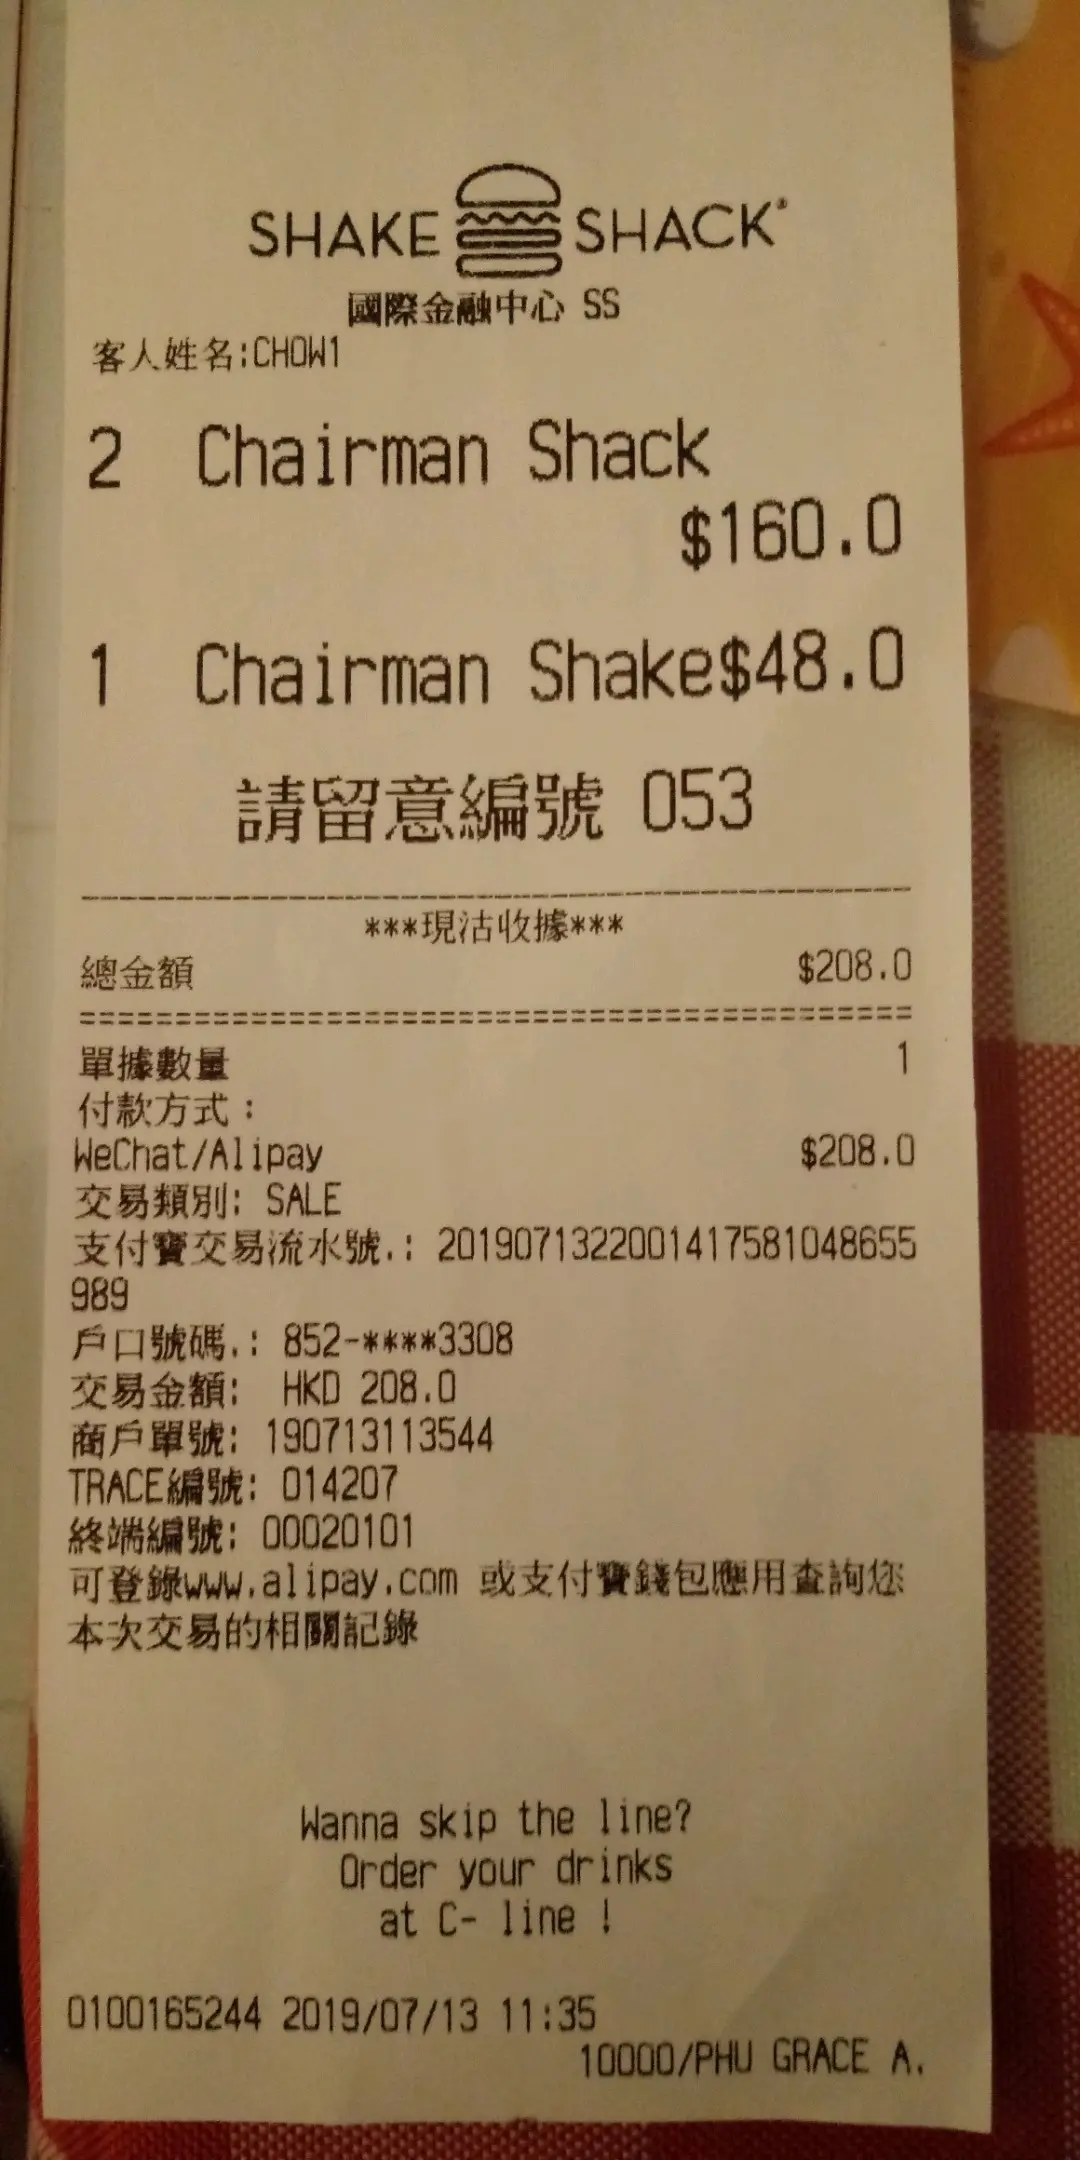 SHAKE SHACK®
國際金融中心 SS
客人姓名:CHOW1
2 Chairman Shack
$160.0
1 Chairman Shake$48.0
請留意編號 053
***現沽收據***
總金額 $208.0
單據數量 1
付款方式:
WeChat/Alipay $208.0
交易類別: SALE
支付寶交易流水號.: 2019071322001417581048655
989
戶口號碼.: 852-****3308
交易金額: HKD 208.0
商戶單號: 190713113544
TRACE編號: 014207
終端編號: 00020101
可登錄www.alipay.com 或支付寶錢包應用查詢您
本次交易的相關記錄
Wanna skip the line?
Order your drinks
at C- line !
0100165244 2019/07/13 11:35
10000/PHU GRACE A.